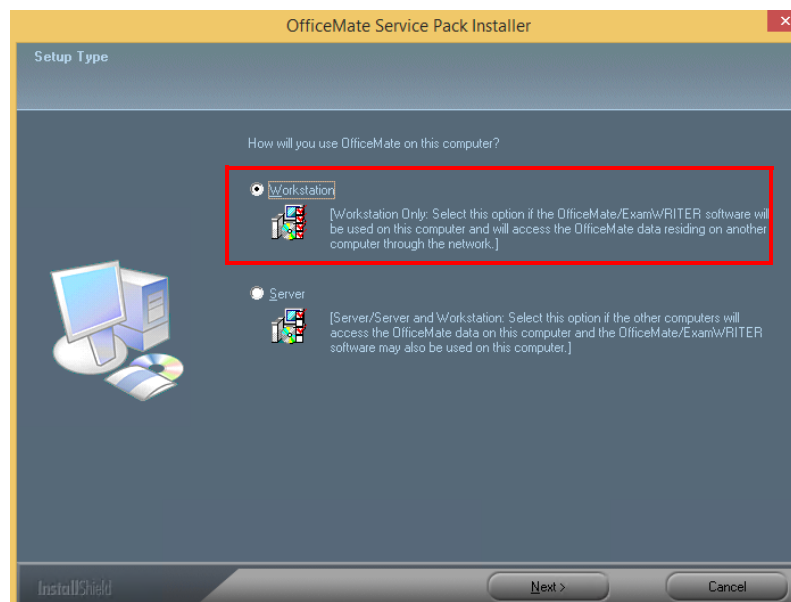 OfficeMate Service Pack Installer
Setup Type
How will you use OfficeMate on this computer?
Workstation
[Workstation Only: Select this option if the OfficeMate/ExamWRITER software will
be used on this computer and will access the OfficeMate data residing on another
computer through the network.]
Server
[Server/Server and Workstation: Select this option if the other computers will
access the OfficeMate data on this computer and the OfficeMate/ExamWRITER
software may also be used on this computer.]
InstallShield
Next >
Cancel